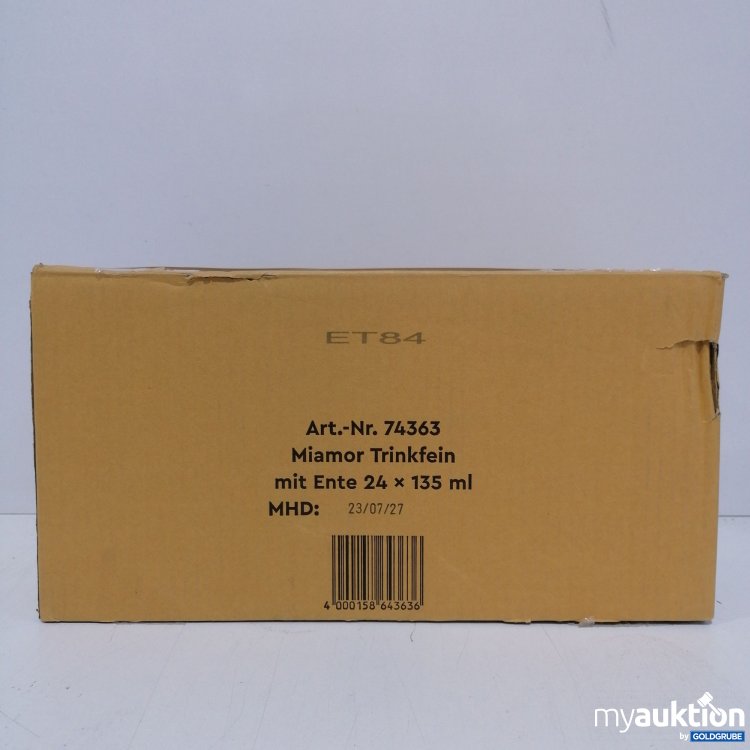 ET84
Art.-Nr. 74363
Miamor Trinkfein
mit Ente 24 × 135 ml
MHD: 23/07/27
4 000158 643636
myauktion
by GOLDGRUBE